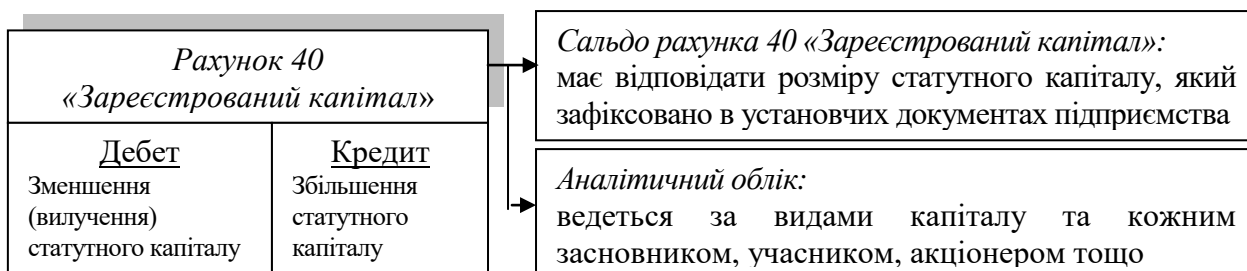 Рахунок 40
«Зареєстрований капітал»
Дебет
Зменшення
(вилучення)
статутного капіталу
Кредит
Збільшення
статутного
капіталу
Сальдо рахунка 40 «Зареєстрований капітал»:
має відповідати розміру статутного капіталу, який
зафіксовано в установчих документах підприємства
Аналітичний облік:
ведеться за видами капіталу та кожним
засновником, учасником, акціонером тощо